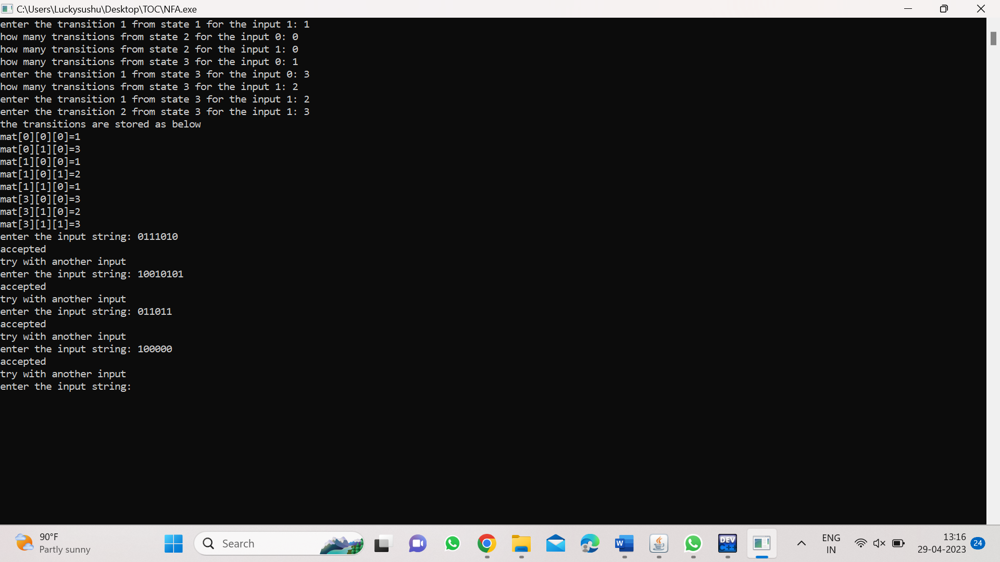 C:\Users\Luckysushu\Desktop\TOC\NFA.exe
enter the transition 1 from state 1 for the input 1: 1
how many transitions from state 2 for the input 0: 0
how many transitions from state 2 for the input 1: 0
how many transitions from state 3 for the input 0: 1
enter the transition 1 from state 3 for the input 0: 3
how many transitions from state 3 for the input 1: 2
enter the transition 1 from state 3 for the input 1: 2
enter the transition 2 from state 3 for the input 1: 3
the transitions are stored as below
mat[0][0][0]=1
mat[0][1][0]=3
mat[1][0][0]=1
mat[1][0][1]=2
mat[1][1][0]=1
mat[3][0][0]=3
mat[3][1][0]=2
mat[3][1][1]=3
enter the input string: 0111010
accepted
try with another input
enter the input string: 10010101
accepted
try with another input
enter the input string: 011011
accepted
try with another input
enter the input string: 100000
accepted
try with another input
enter the input string:
90°F
Partly sunny
Search
W
DEV
C++
ENG
IN
13:16
29-04-2023
24